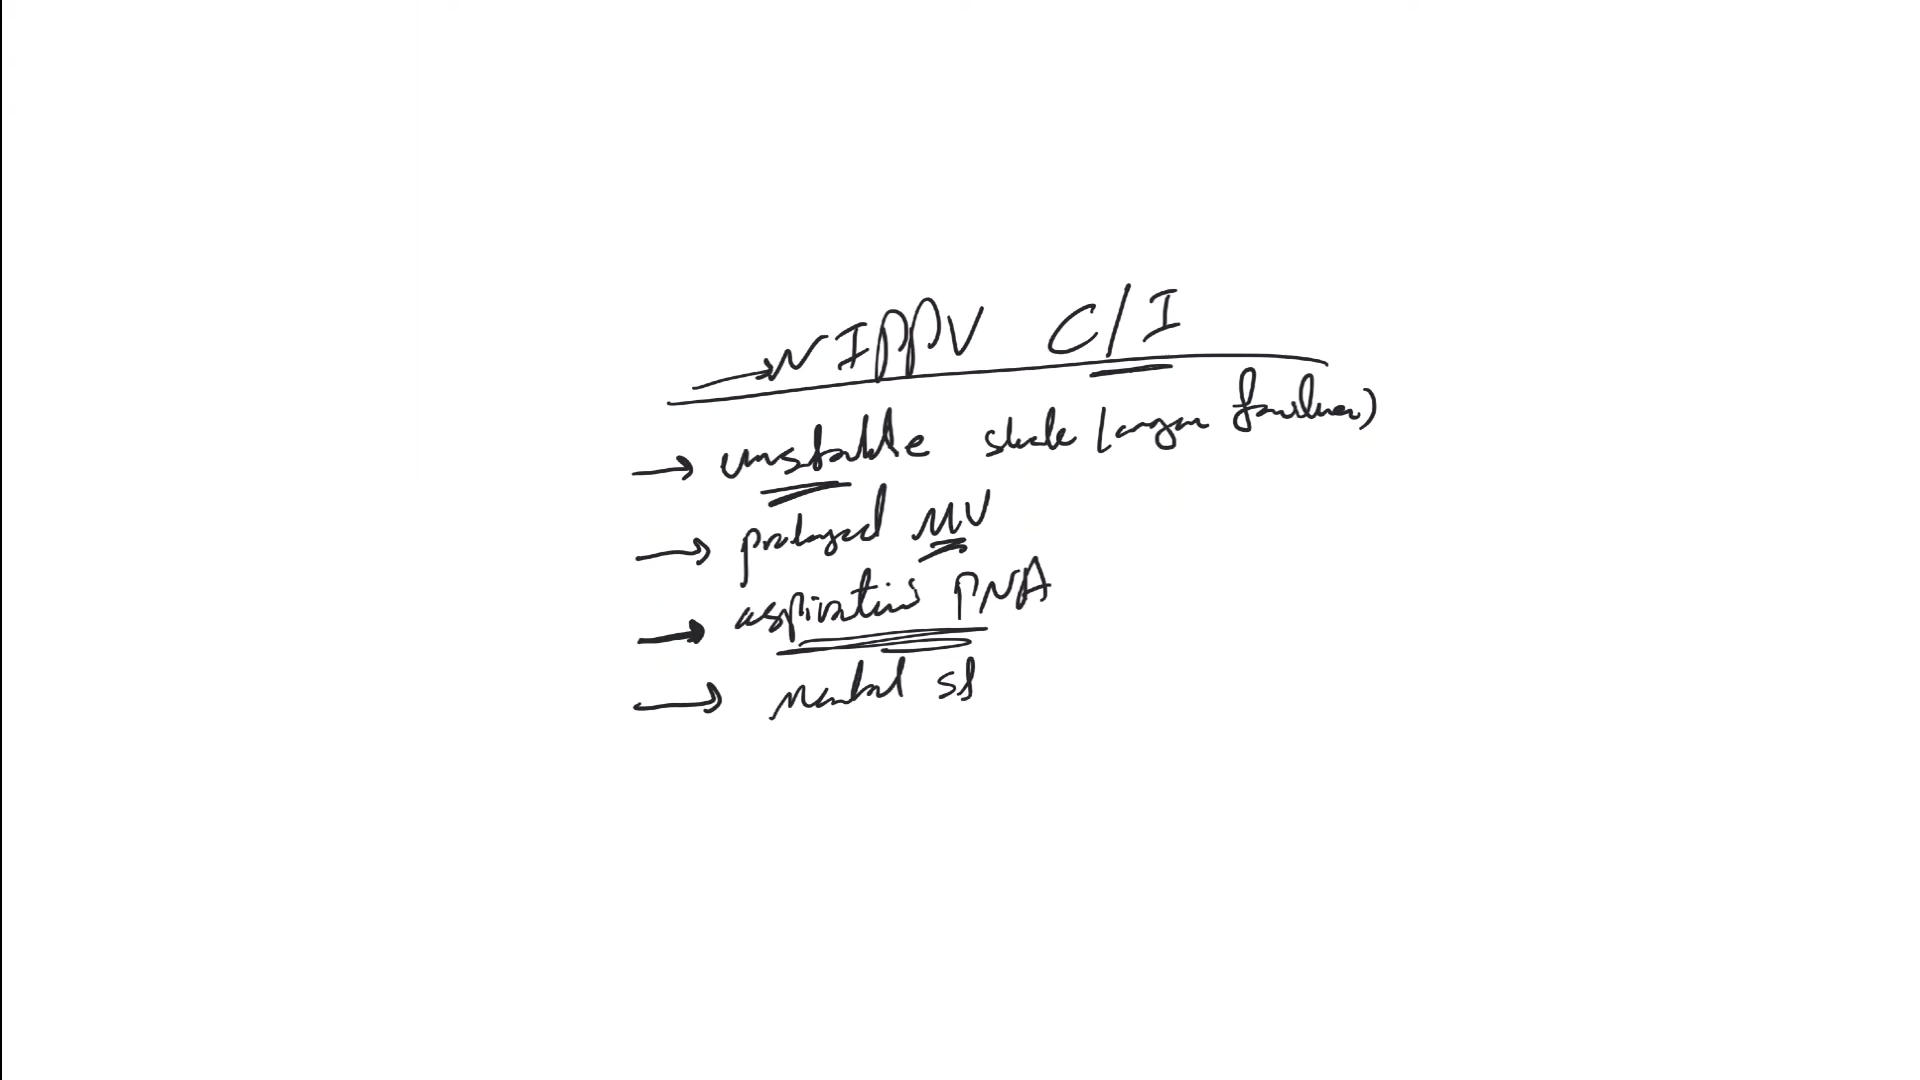 → NIPPV C/I
→ unstable state (organ failure)
→ prolonged MV
→ aspiration PNA
→ mental st